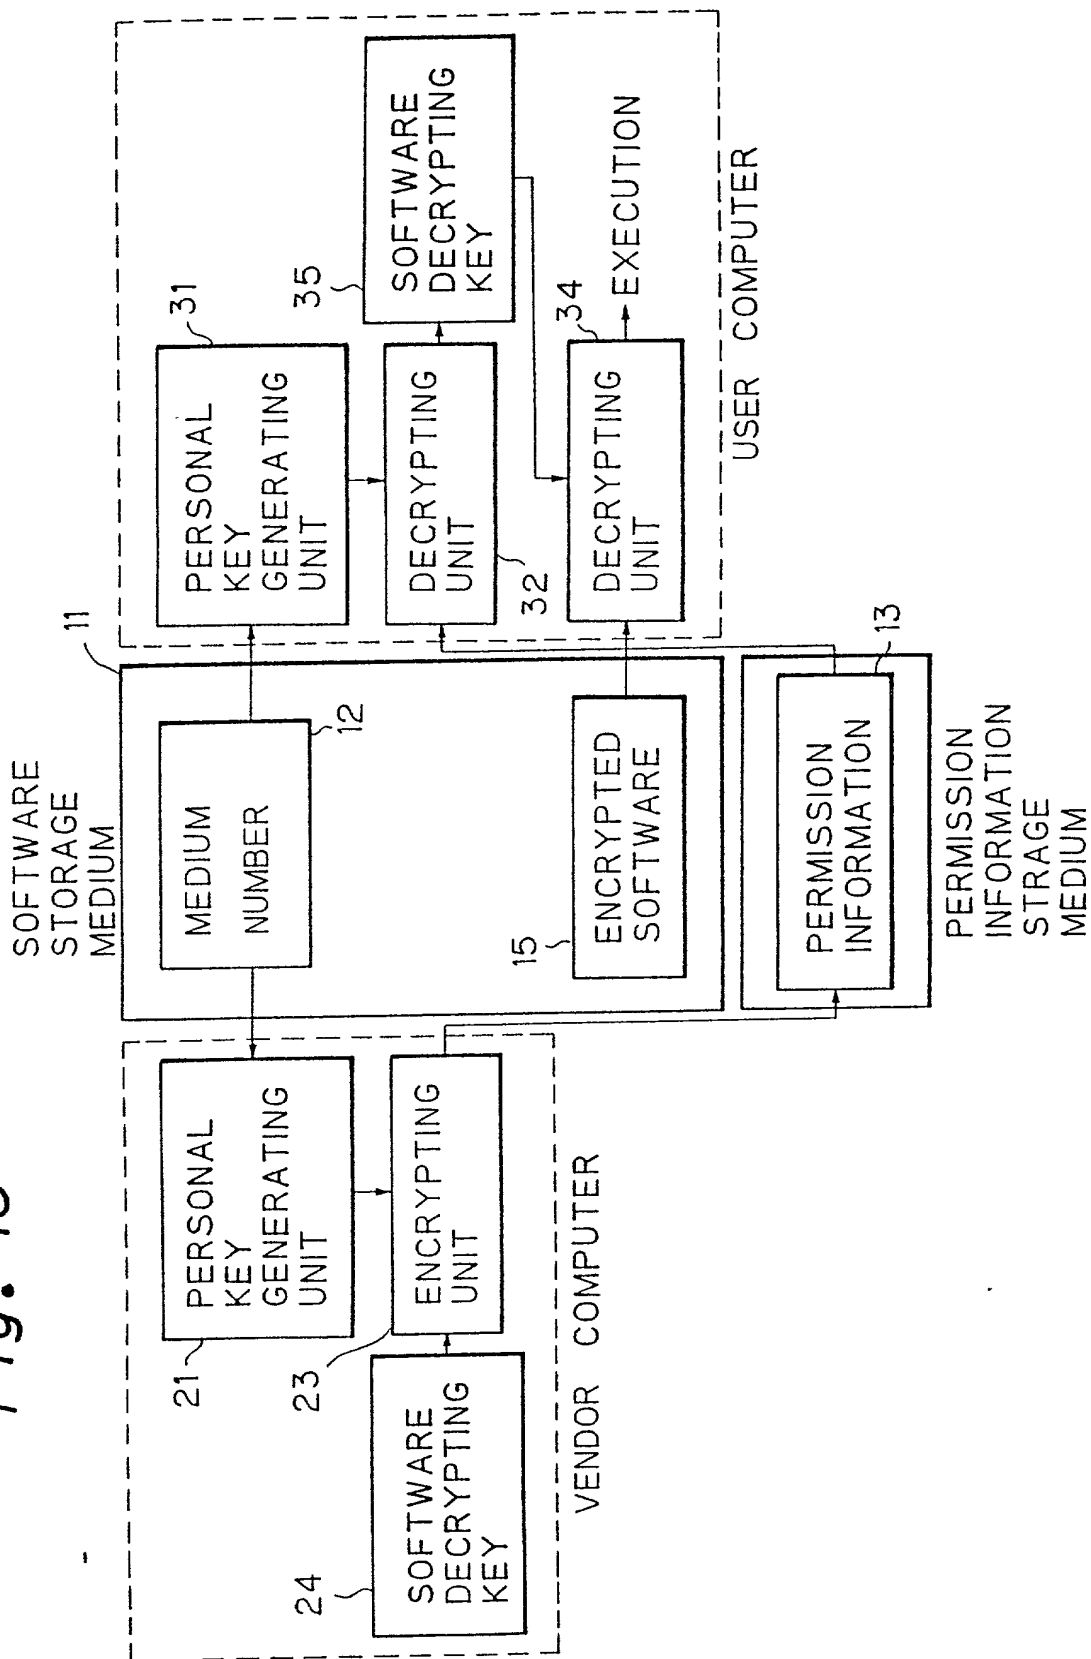 SOFTWARE
STORAGE
MEDIUM
11
MEDIUM
NUMBER
12
15
ENCRYPTED
SOFTWARE
PERMISSION
INFORMATION
13
PERMISSION
INFORMATION
STRAGE
MEDIUM
21
PERSONAL
KEY
GENERATING
UNIT
23
ENCRYPTING
UNIT
24
SOFTWARE
DECRYPTING
KEY
VENDOR COMPUTER
31
PERSONAL
KEY
GENERATING
UNIT
32
DECRYPTING
UNIT
35
SOFTWARE
DECRYPTING
KEY
34
DECRYPTING
UNIT
EXECUTION
USER COMPUTER